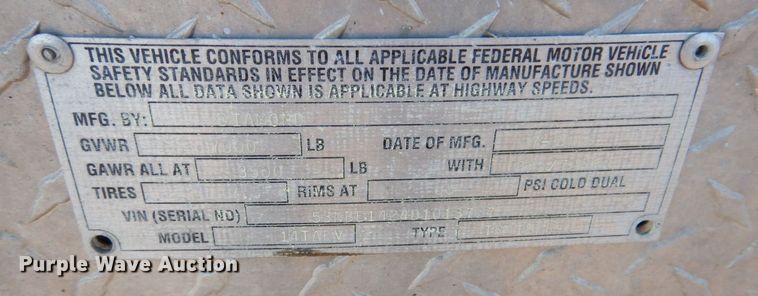 THIS VEHICLE CONFORMS TO ALL APPLICABLE FEDERAL MOTOR VEHICLE
SAFETY STANDARDS IN EFFECT ON THE DATE OF MANUFACTURE SHOWN
BELOW ALL DATA SHOWN IS APPLICABLE AT HIGHWAY SPEEDS.
MFG. BY:
GVWR LB DATE OF MFG.
GAWR ALL AT LB WITH
TIRES RIMS AT PSI COLD DUAL
VIN (SERIAL NO)
MODEL TYPE
Purple Wave Auction